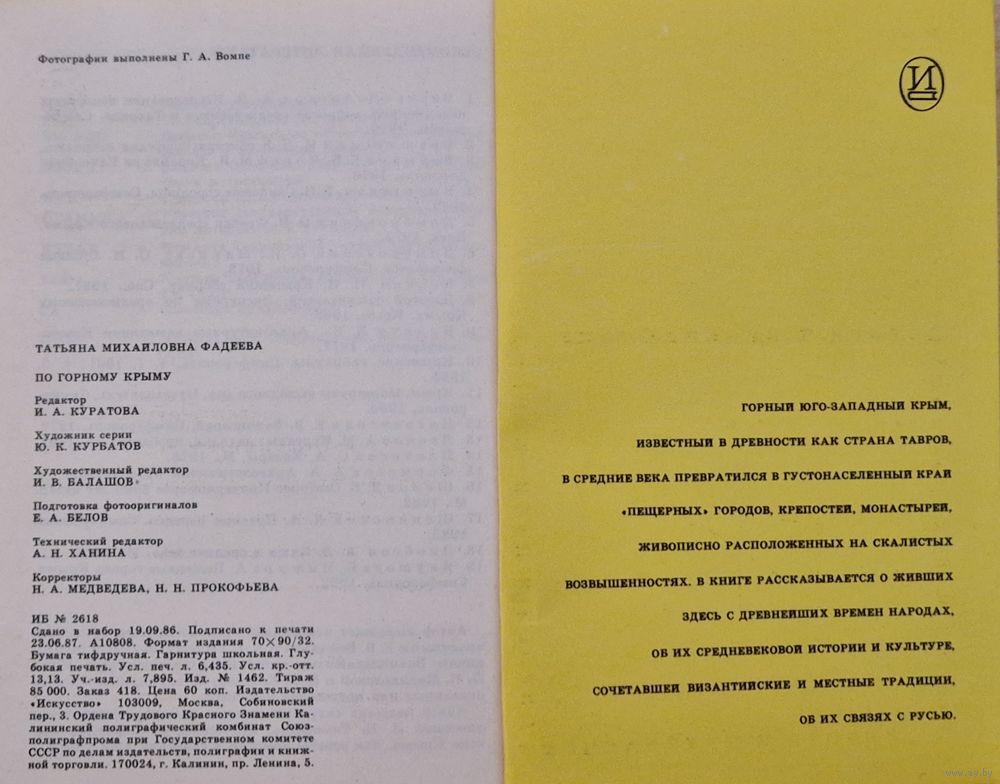 Фотографии выполнены Г. А. Вомпе
ТАТЬЯНА МИХАЙЛОВНА ФАДЕЕВА
ПО ГОРНОМУ КРЫМУ
Редактор
И. А. КУРАТОВА
Художник серии
Ю. К. КУРБАТОВ
Художественный редактор
И. В. БАЛАШОВ
Подготовка фотооригиналов
Е. А. БЕЛОВ
Технический редактор
А. Н. ХАНИНА
Корректоры
Н. А. МЕДВЕДЕВА, Н. Н. ПРОКОФЬЕВА
ИБ № 2618
Сдано в набор 19.09.86. Подписано к печати
23.06.87. А10808. Формат издания 70×90/32.
Бумага тифдручная. Гарнитура школьная. Глу-
бокая печать. Усл. печ. л. 6,435. Усл. кр.-отт.
13,13. Уч.-изд. л. 7,895. Изд. № 1462. Тираж
85 000. Заказ 418. Цена 60 коп. Издательство
«Искусство» 103009, Москва, Собиновский
пер., 3. Ордена Трудового Красного Знамени Ка-
лининский полиграфический комбинат Союз-
полиграфпрома при Государственном комитете
СССР по делам издательств, полиграфии и книж-
ной торговли. 170024, г. Калинин, пр. Ленина, 5.
И
ГОРНЫЙ ЮГО-ЗАПАДНЫЙ КРЫМ,
ИЗВЕСТНЫЙ В ДРЕВНОСТИ КАК СТРАНА ТАВРОВ,
В СРЕДНИЕ ВЕКА ПРЕВРАТИЛСЯ В ГУСТОНАСЕЛЕННЫЙ КРАЙ
«ПЕЩЕРНЫХ» ГОРОДОВ, КРЕПОСТЕЙ, МОНАСТЫРЕЙ,
ЖИВОПИСНО РАСПОЛОЖЕННЫХ НА СКАЛИСТЫХ
ВОЗВЫШЕННОСТЯХ. В КНИГЕ РАССКАЗЫВАЕТСЯ О ЖИВШИХ
ЗДЕСЬ С ДРЕВНЕЙШИХ ВРЕМЕН НАРОДАХ,
ОБ ИХ СРЕДНЕВЕКОВОЙ ИСТОРИИ И КУЛЬТУРЕ,
СОЧЕТАВШЕЙ ВИЗАНТИЙСКИЕ И МЕСТНЫЕ ТРАДИЦИИ,
ОБ ИХ СВЯЗЯХ С РУСЬЮ.
www.ay.by